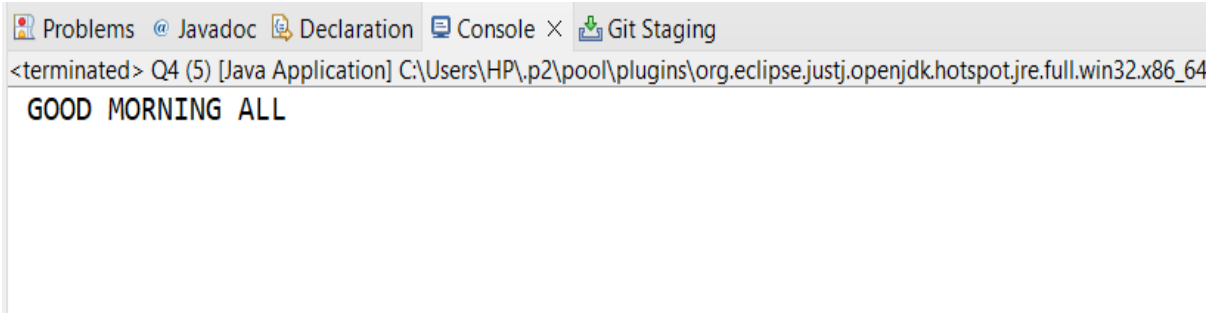 Problems @ Javadoc Declaration Console Git Staging
<terminated> Q4 (5) [Java Application] C:\Users\HP\.p2\pool\plugins\org.eclipse.justj.openjdk.hotspot.jre.full.win32.x86_64
GOOD MORNING ALL